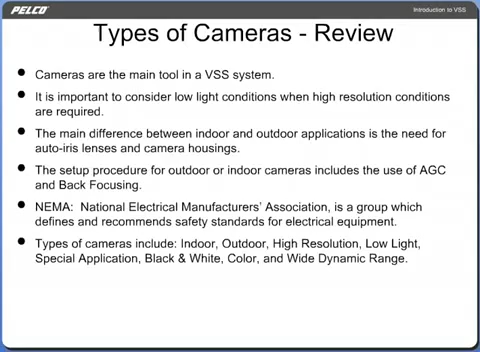 PELCO
Introduction to VSS
Types of Cameras - Review
Cameras are the main tool in a VSS system.
It is important to consider low light conditions when high resolution conditions
are required.
The main difference between indoor and outdoor applications is the need for
auto-iris lenses and camera housings.
The setup procedure for outdoor or indoor cameras includes the use of AGC
and Back Focusing.
NEMA: National Electrical Manufacturers' Association, is a group which
defines and recommends safety standards for electrical equipment.
Types of cameras include: Indoor, Outdoor, High Resolution, Low Light,
Special Application, Black & White, Color, and Wide Dynamic Range.